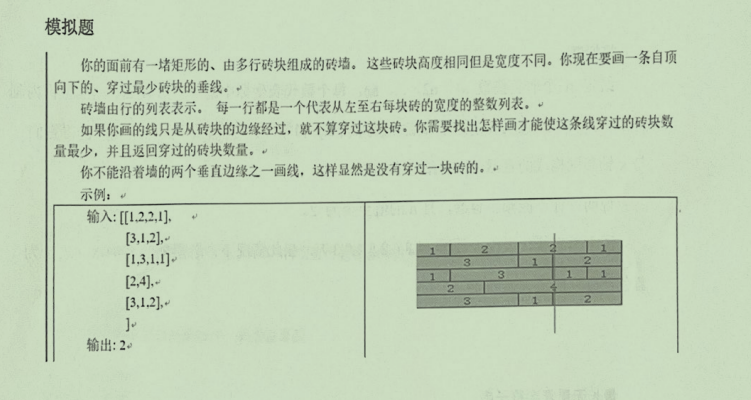 模拟题
你的面前有一堵矩形的、由多行砖块组成的砖墙。 这些砖块高度相同但是宽度不同。你现在要画一条自顶
向下的、穿过最少砖块的垂线。
砖墙由行的列表表示。 每一行都是一个代表从左至右每块砖的宽度的整数列表。
如果你画的线只是从砖块的边缘经过，就不算穿过这块砖。你需要找出怎样画才能使这条线穿过的砖块数
量最少，并且返回穿过的砖块数量。
你不能沿着墙的两个垂直边缘之一画线，这样显然是没有穿过一块砖的。
示例：
输入: [[1,2,2,1],
[3,1,2],
[1,3,1,1]
[2,4],
[3,1,2],
]
输出: 2
1 2 2 1
3 1 2
1 3 1 1
2 4
3 1 2